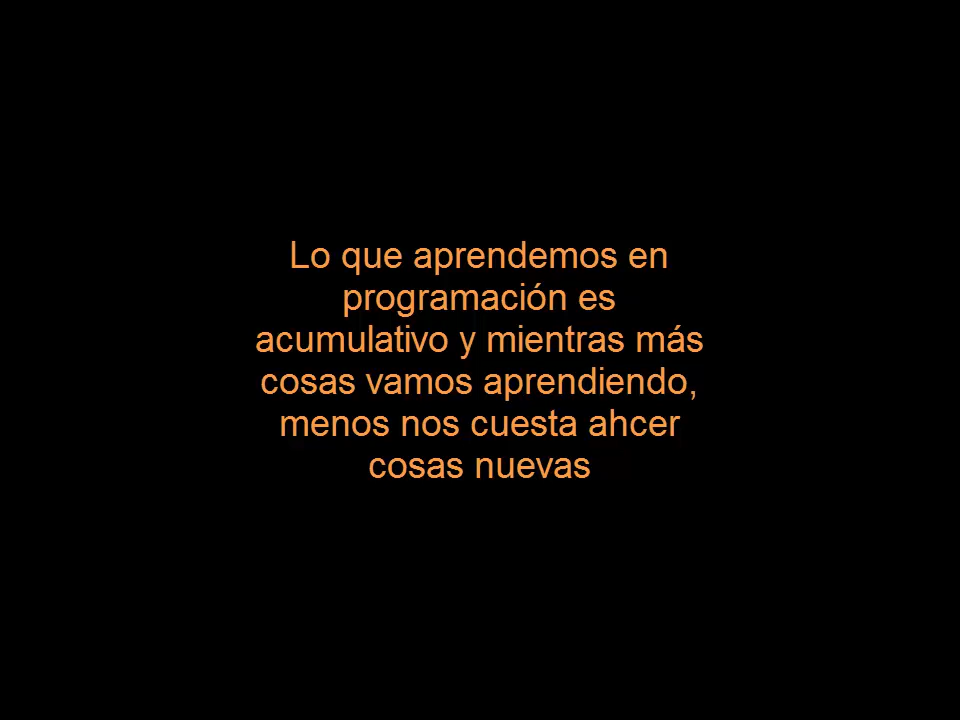 Lo que aprendemos en
programación es
acumulativo y mientras más
cosas vamos aprendiendo,
menos nos cuesta ahcer
cosas nuevas